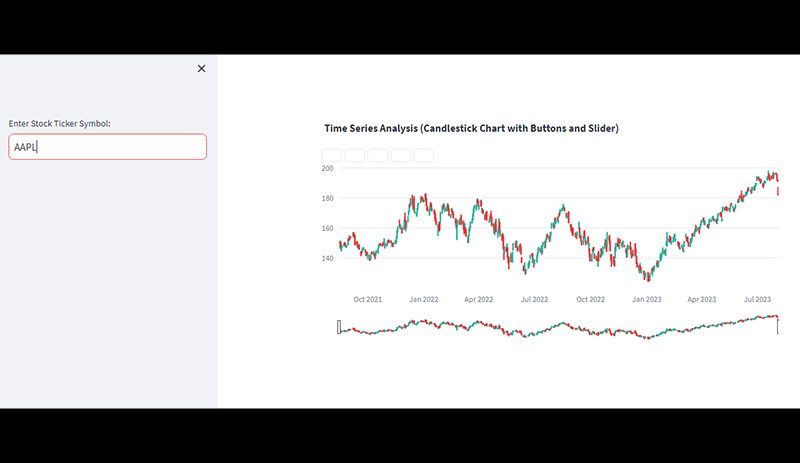 Enter Stock Ticker Symbol:
AAPL
Time Series Analysis (Candlestick Chart with Buttons and Slider)
200
180
160
140
Oct 2021 Jan 2022 Apr 2022 Jul 2022 Oct 2022 Jan 2023 Apr 2023 Jul 2023